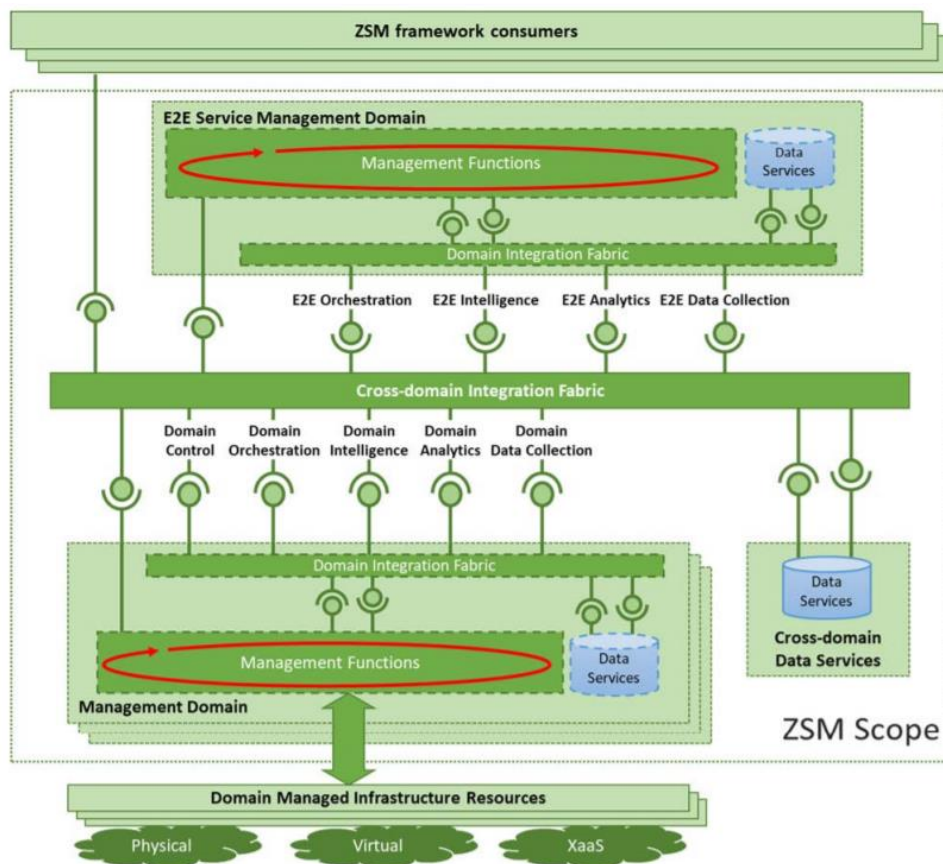 ZSM framework consumers
E2E Service Management Domain
Management Functions
Data
Services
Domain Integration Fabric
E2E Orchestration
E2E Intelligence
E2E Analytics
E2E Data Collection
Cross-domain Integration Fabric
Domain
Control
Domain
Orchestration
Domain
Intelligence
Domain
Analytics
Domain
Data Collection
Domain Integration Fabric
Management Functions
Data
Services
Management Domain
Data
Services
Cross-domain
Data Services
ZSM Scope
Domain Managed Infrastructure Resources
Physical
Virtual
XaaS